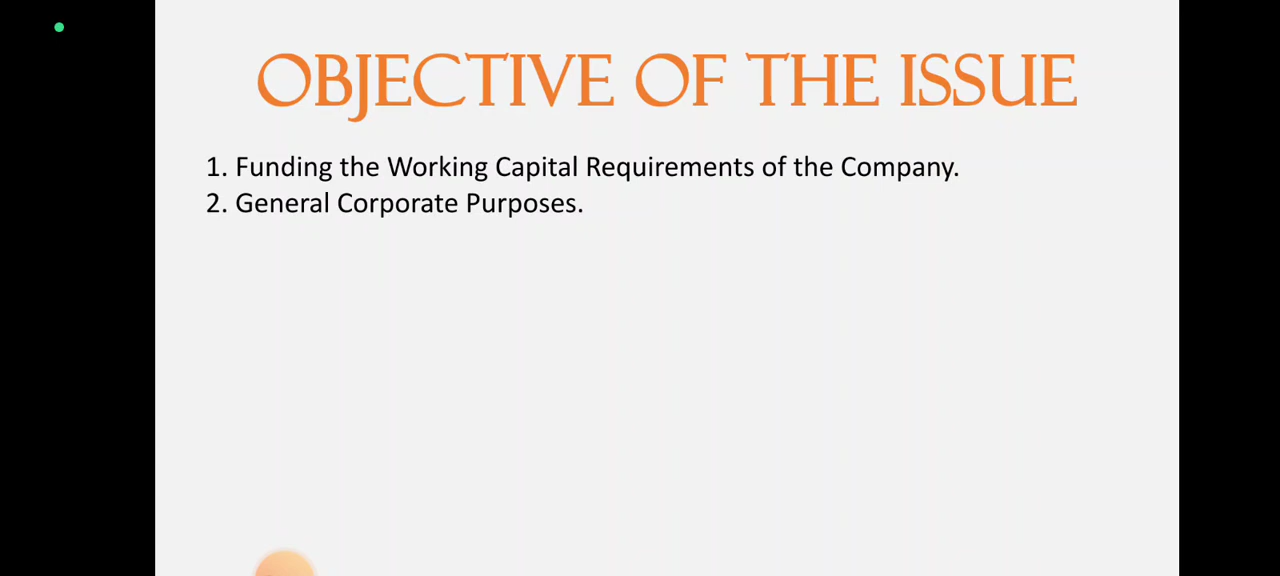 OBJECTIVE OF THE ISSUE
1. Funding the Working Capital Requirements of the Company.
2. General Corporate Purposes.